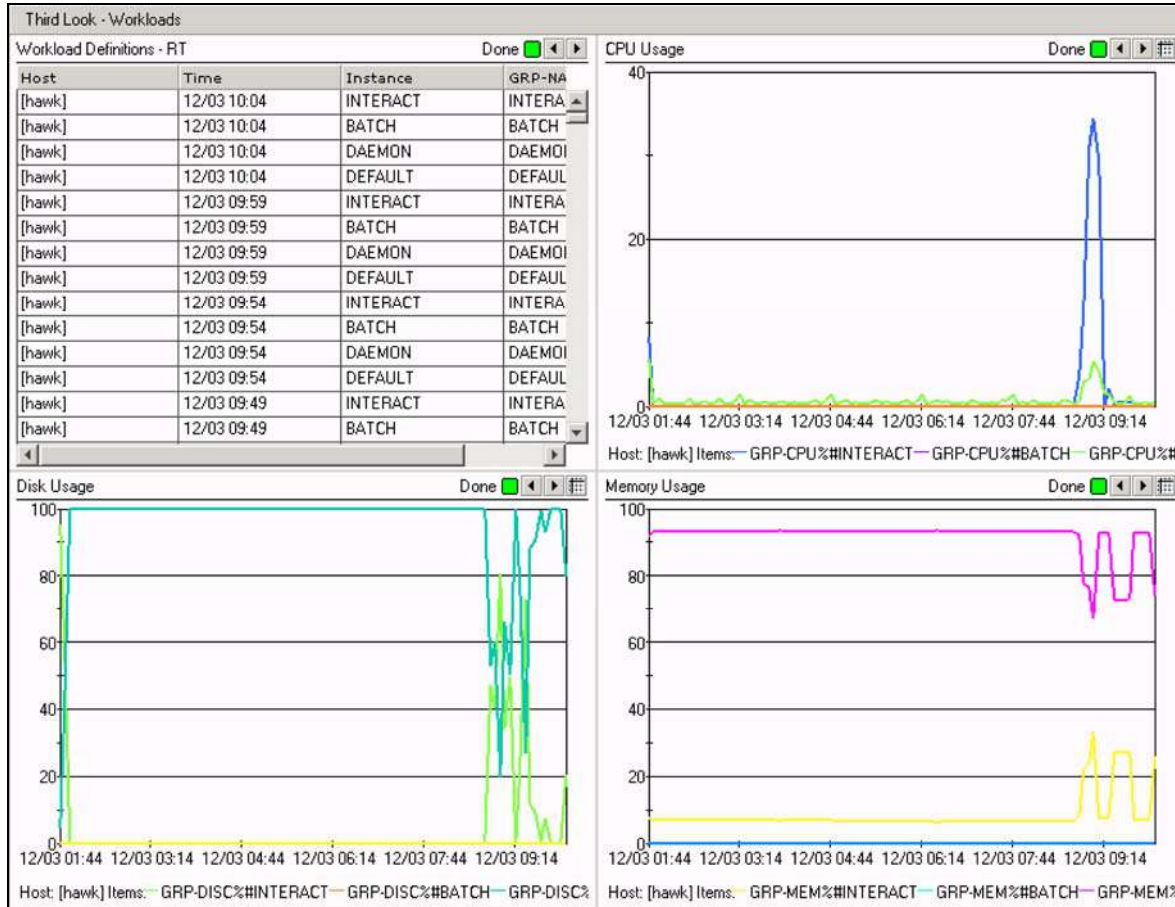 Third Look - Workloads
Workload Definitions - RT Done
Host Time Instance GRP-NA
[hawk] 12/03 10:04 INTERACT INTERA
[hawk] 12/03 10:04 BATCH BATCH
[hawk] 12/03 10:04 DAEMON DAEMO
[hawk] 12/03 10:04 DEFAULT DEFAUL
[hawk] 12/03 09:59 INTERACT INTERA
[hawk] 12/03 09:59 BATCH BATCH
[hawk] 12/03 09:59 DAEMON DAEMO
[hawk] 12/03 09:59 DEFAULT DEFAUL
[hawk] 12/03 09:54 INTERACT INTERA
[hawk] 12/03 09:54 BATCH BATCH
[hawk] 12/03 09:54 DAEMON DAEMO
[hawk] 12/03 09:54 DEFAULT DEFAUL
[hawk] 12/03 09:49 INTERACT INTERA
[hawk] 12/03 09:49 BATCH BATCH
CPU Usage Done
40
20
0
12/03 01:44 12/03 03:14 12/03 04:44 12/03 06:14 12/03 07:44 12/03 09:14
Host: [hawk] Items: GRP-CPU%#INTERACT GRP-CPU%#BATCH GRP-CPU%#
Disk Usage Done
100
80
60
40
20
0
12/03 01:44 12/03 03:14 12/03 04:44 12/03 06:14 12/03 07:44 12/03 09:14
Host: [hawk] Items: GRP-DISC%#INTERACT GRP-DISC%#BATCH GRP-DISC%
Memory Usage Done
100
80
60
40
20
0
12/03 01:44 12/03 03:14 12/03 04:44 12/03 06:14 12/03 07:44 12/03 09:14
Host: [hawk] Items: GRP-MEM%#INTERACT GRP-MEM%#BATCH GRP-MEM%